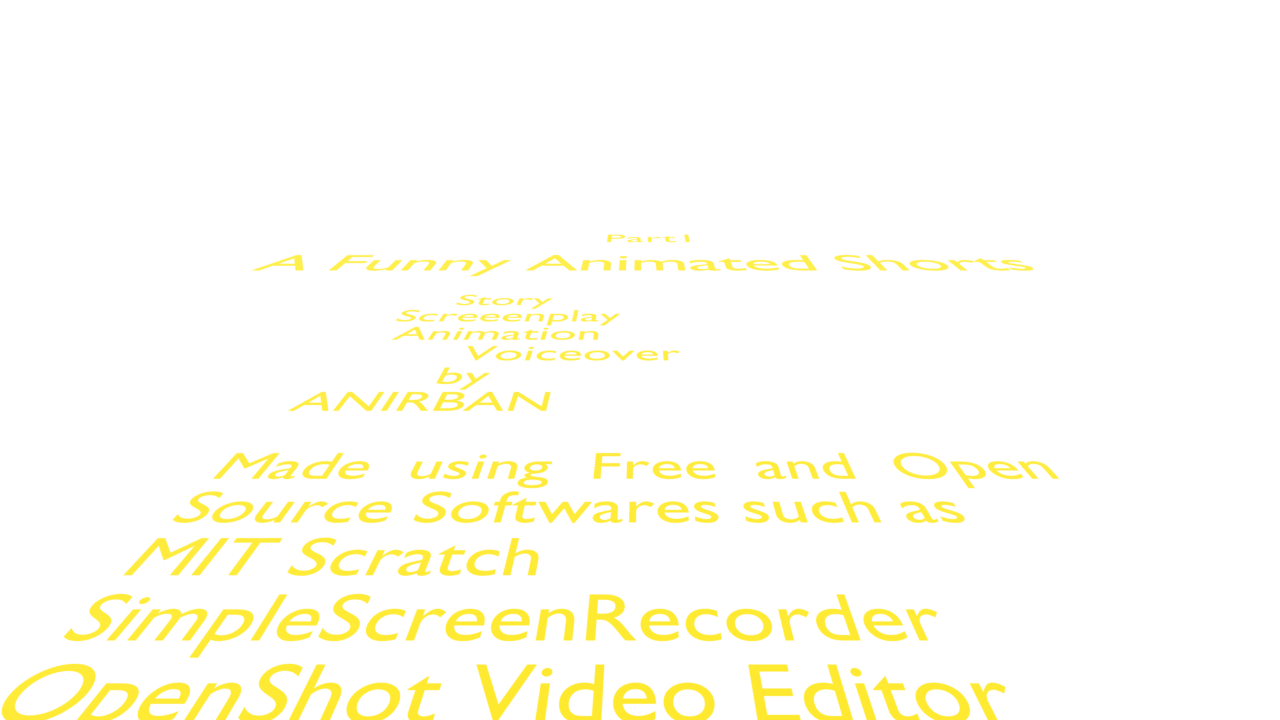 Part I
A Funny Animated Shorts
Story
Screeenplay
Animation
Voiceover
by
ANIRBAN
Made using Free and Open
Source Softwares such as
MIT Scratch
SimpleScreenRecorder
OpenShot Video Editor